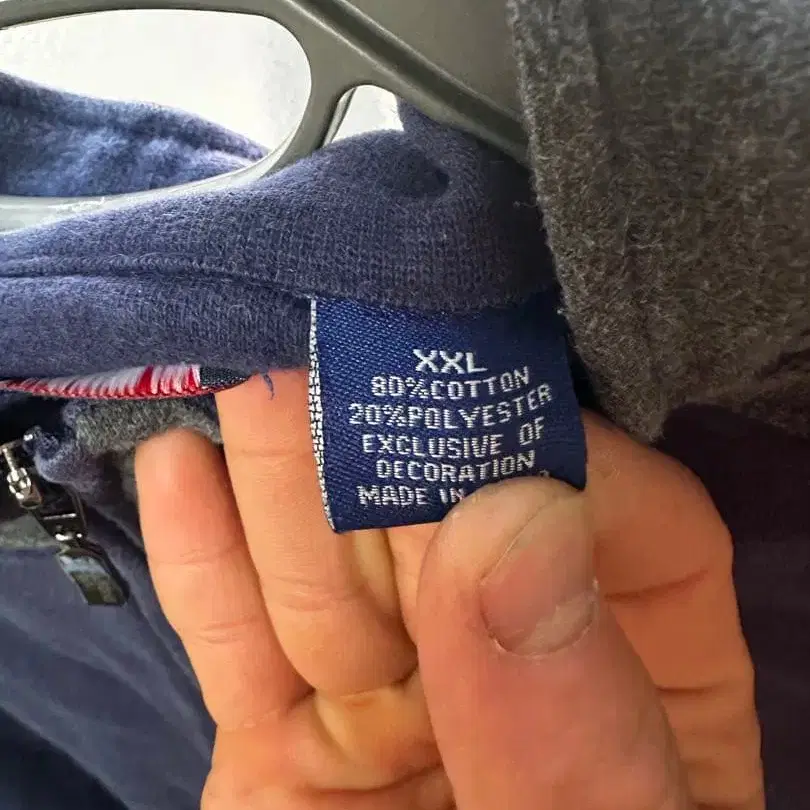 XXL
80%COTTON
20%POLYESTER
EXCLUSIVE OF
DECORATION
MADE IN